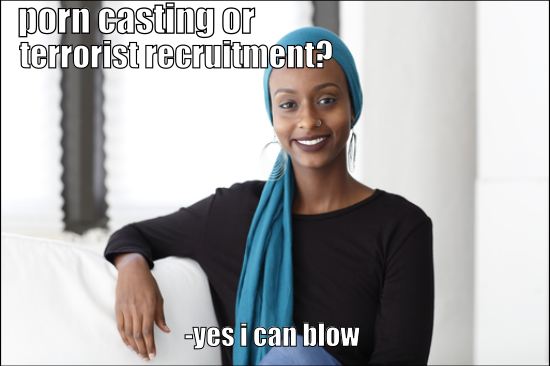 porn casting or
terrorist recruitment?
-yes i can blow